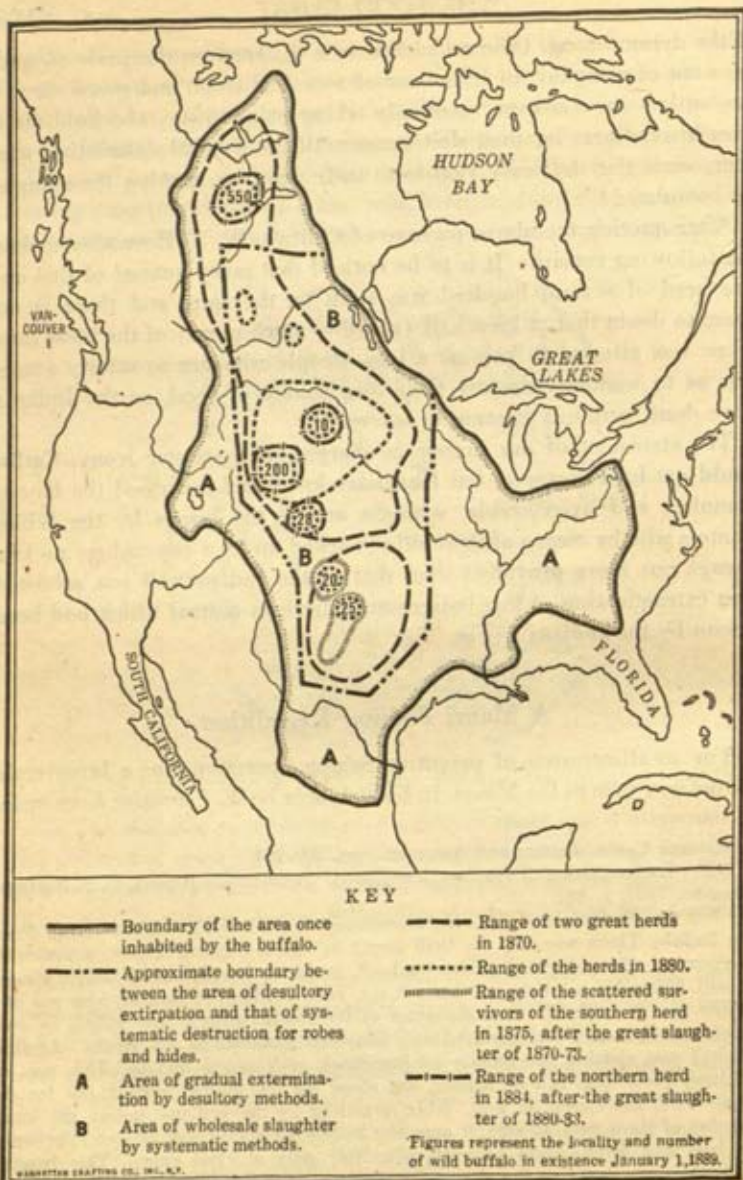 HUDSON
BAY
550
VAN-
COUVER
I
B
GREAT
LAKES
10
200
A
26
B
A
20
25
SOUTH CALIFORNIA
FLORIDA
A
KEY
Boundary of the area once
inhabited by the buffalo.
Approximate boundary be-
tween the area of desultory
extirpation and that of sys-
tematic destruction for robes
and hides.
A Area of gradual extermina-
tion by desultory methods.
B Area of wholesale slaughter
by systematic methods.
Range of two great herds
in 1870.
Range of the herds in 1880.
Range of the scattered sur-
vivors of the southern herd
in 1875, after the great slaugh-
ter of 1870-73.
Range of the northern herd
in 1884, after the great slaugh-
ter of 1880-83.
Figures represent the locality and number
of wild buffalo in existence January 1, 1889.
MANHATTAN CRAFTING CO., INC., N.Y.